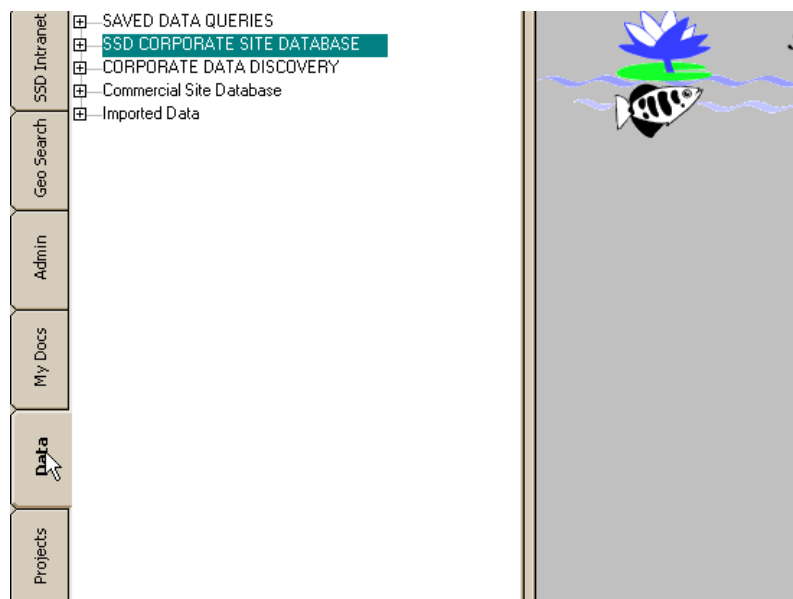 SAVED DATA QUERIES
SSD CORPORATE SITE DATABASE
CORPORATE DATA DISCOVERY
Commercial Site Database
Imported Data
SSD Intranet
Geo Search
Admin
My Docs
Data
Projects